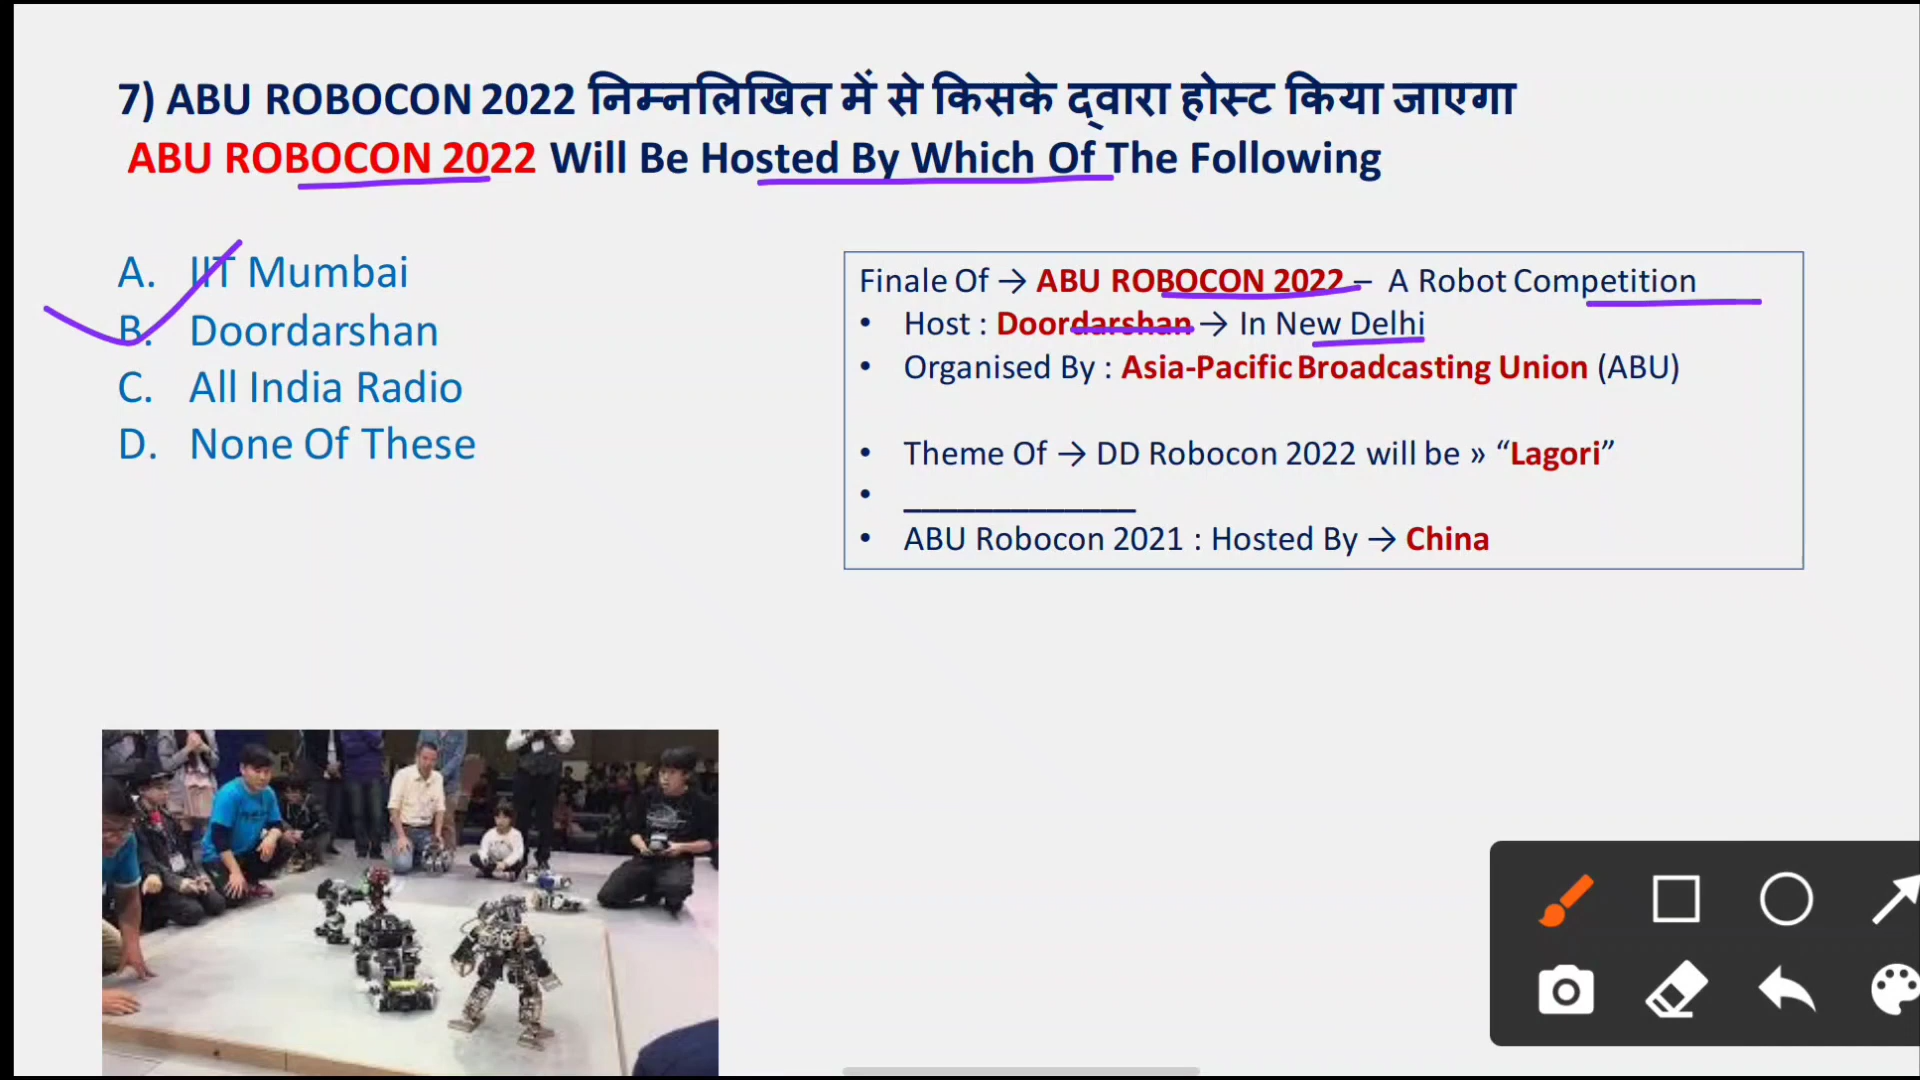 7) ABU ROBOCON 2022 निम्नलिखित में से किसके द्वारा होस्ट किया जाएगा
ABU ROBOCON 2022 Will Be Hosted By Which Of The Following
A. IIT Mumbai
B. Doordarshan
C. All India Radio
D. None Of These
Finale Of → ABU ROBOCON 2022 – A Robot Competition
• Host : Doordarshan → In New Delhi
• Organised By : Asia-Pacific Broadcasting Union (ABU)
• Theme Of → DD Robocon 2022 will be » “Lagori”
• ______________
• ABU Robocon 2021 : Hosted By → China